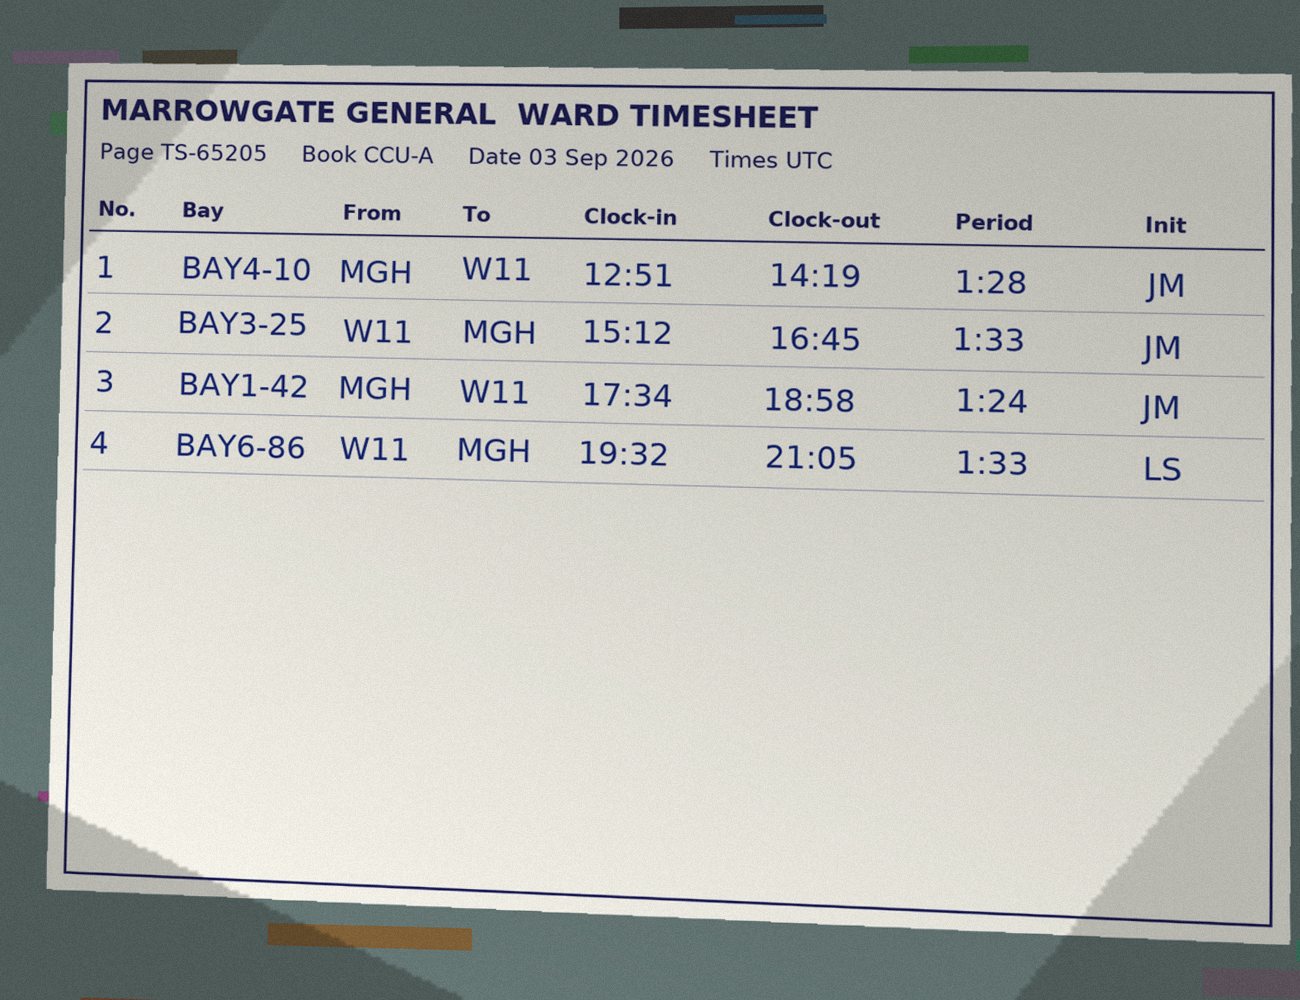 MARROWGATE GENERAL WARD TIMESHEET
Page TS-65205 Book CCU-A Date 03 Sep 2026 Times UTC
No. Bay From To Clock-in Clock-out Period Init
1 BAY4-10 MGH W11 12:51 14:19 1:28 JM
2 BAY3-25 W11 MGH 15:12 16:45 1:33 JM
3 BAY1-42 MGH W11 17:34 18:58 1:24 JM
4 BAY6-86 W11 MGH 19:32 21:05 1:33 LS